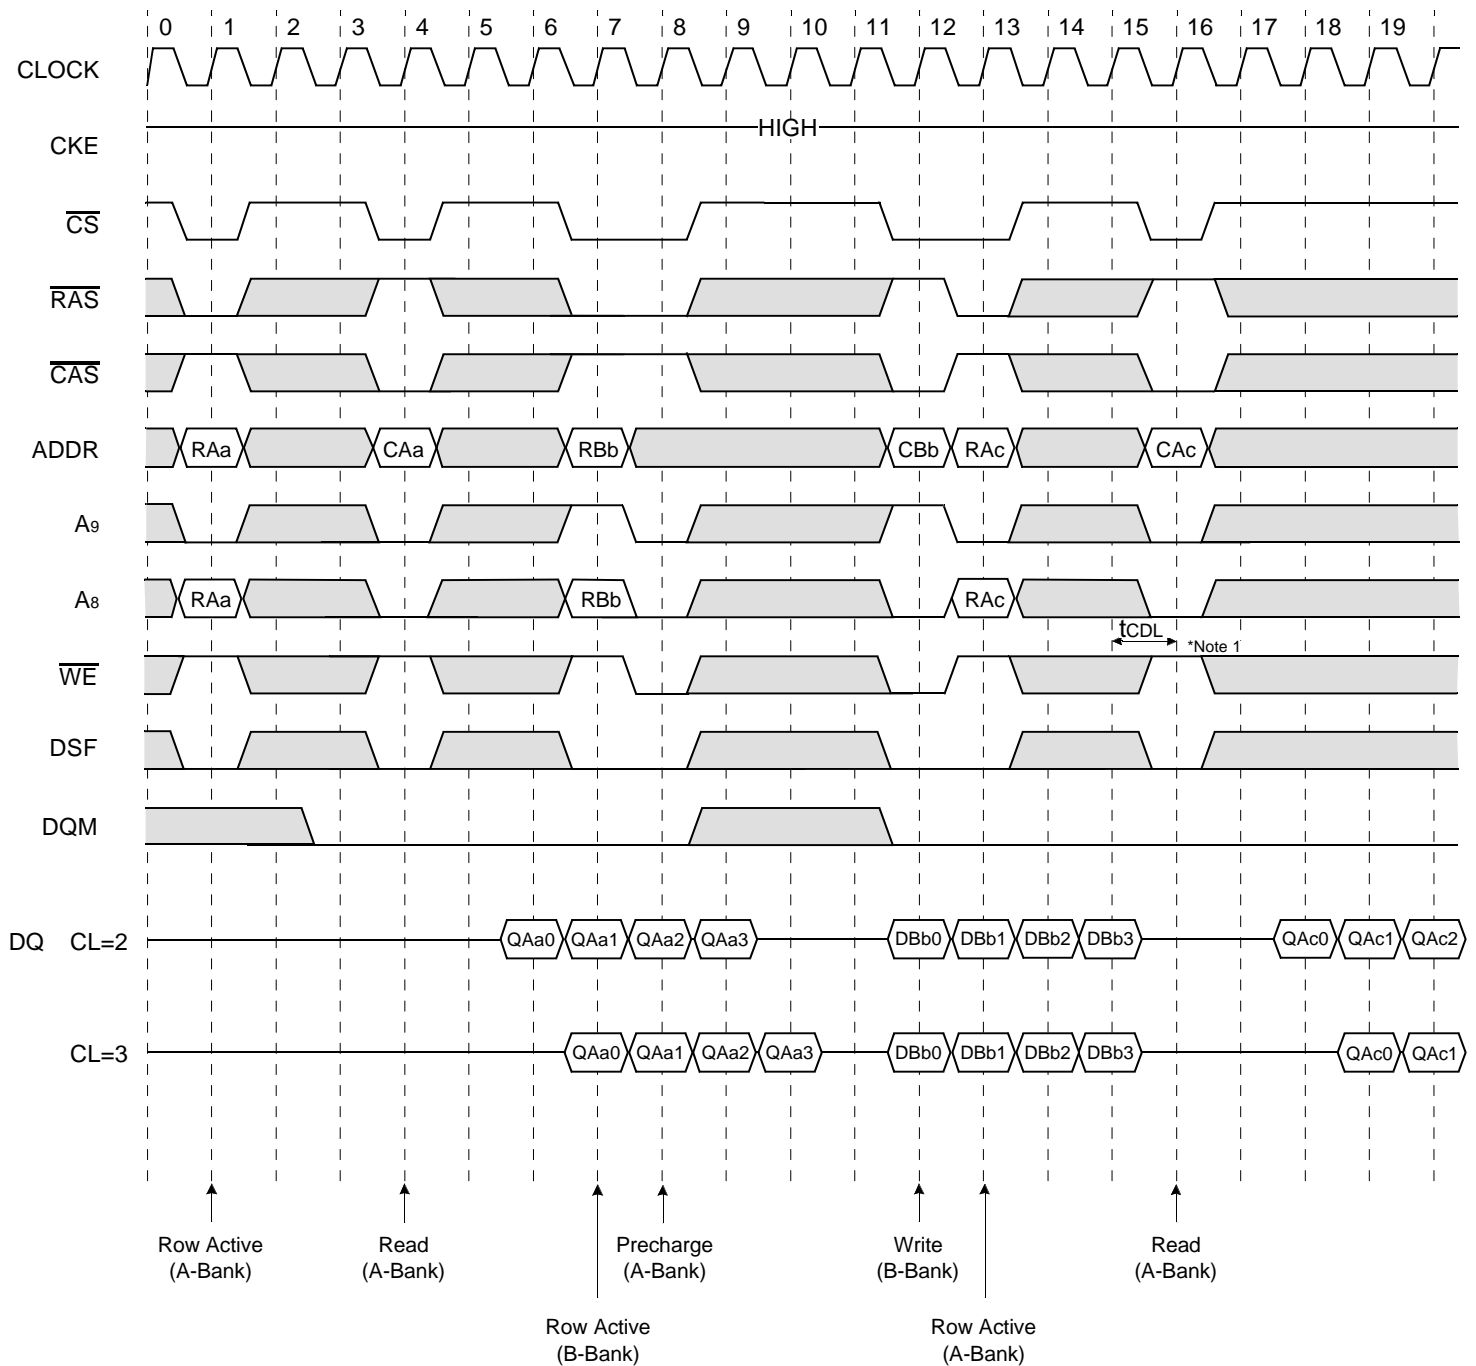 0 1 2 3 4 5 6 7 8 9 10 11 12 13 14 15 16 17 18 19
CLOCK
HIGH
CKE
CS
RAS
CAS
ADDR RAa CAa RBb CBb RAc CAc
A9
A8 RAa RBb RAc
tCDL *Note 1
WE
DSF
DQM
DQ CL=2 QAa0 QAa1 QAa2 QAa3 DBb0 DBb1 DBb2 DBb3 QAc0 QAc1 QAc2
CL=3 QAa0 QAa1 QAa2 QAa3 DBb0 DBb1 DBb2 DBb3 QAc0 QAc1
Row Active Read Precharge Write Read
(A-Bank) (A-Bank) (A-Bank) (B-Bank) (A-Bank)
Row Active Row Active
(B-Bank) (A-Bank)